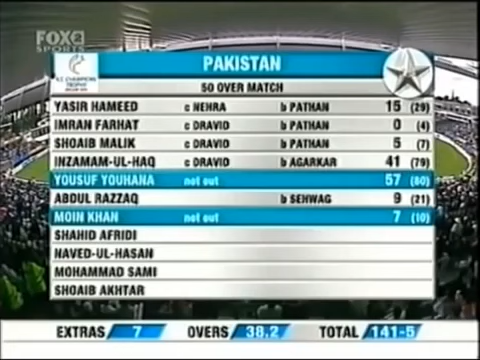 FOX SPORTS
ICC CHAMPIONS
TROPHY
PAKISTAN
50 OVER MATCH
YASIR HAMEED c NEHRA b PATHAN 15 (29)
IMRAN FARHAT c DRAVID b PATHAN 0 (4)
SHOAIB MALIK c DRAVID b PATHAN 5 (7)
INZAMAM-UL-HAQ c DRAVID b AGARKAR 41 (79)
YOUSUF YOUHANA not out 57 (80)
ABDUL RAZZAQ b SEHWAG 9 (21)
MOIN KHAN not out 7 (10)
SHAHID AFRIDI
NAVED-UL-HASAN
MOHAMMAD SAMI
SHOAIB AKHTAR
EXTRAS 7 OVERS 38.2 TOTAL 141-5